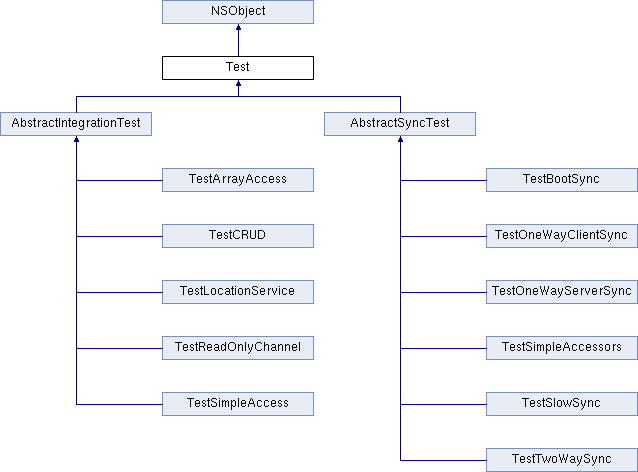 NSObject
Test
AbstractIntegrationTest
AbstractSyncTest
TestArrayAccess
TestBootSync
TestCRUD
TestOneWayClientSync
TestLocationService
TestOneWayServerSync
TestReadOnlyChannel
TestSimpleAccessors
TestSimpleAccess
TestSlowSync
TestTwoWaySync